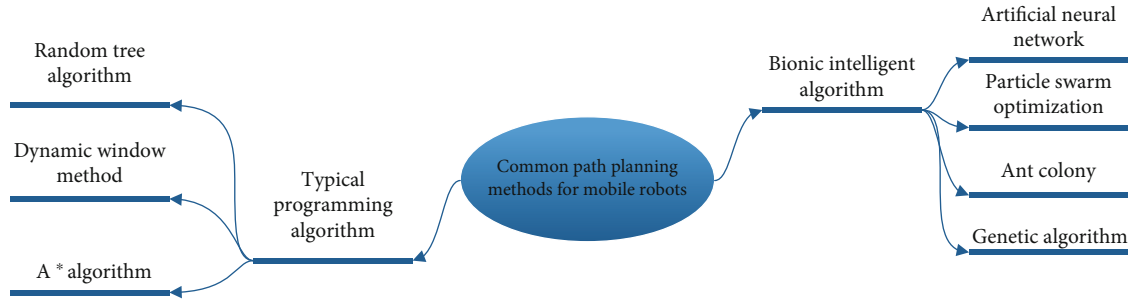 Random tree
algorithm
Dynamic window
method
A * algorithm
Typical
programming
algorithm
Common path planning
methods for mobile robots
Bionic intelligent
algorithm
Artificial neural
network
Particle swarm
optimization
Ant colony
Genetic algorithm